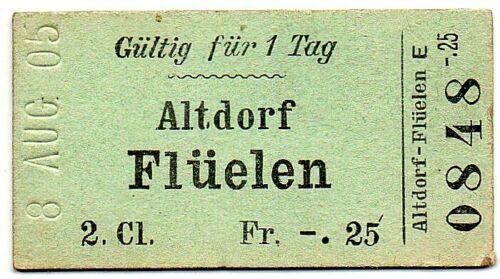 8 AUG 05
Gültig für 1 Tag
Altdorf
Flüelen
2. Cl. Fr. -. 25
Altdorf-Flüelen E
-.25
0848